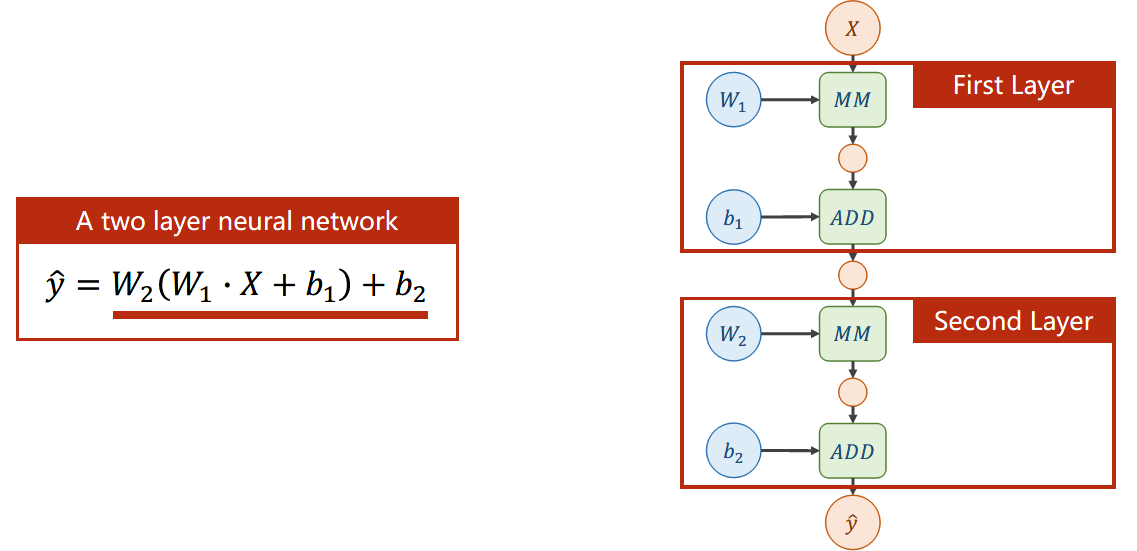 A two layer neural network
ŷ = W₂(W₁ · X + b₁) + b₂
X
First Layer
W₁
MM
b₁
ADD
Second Layer
W₂
MM
b₂
ADD
ŷ